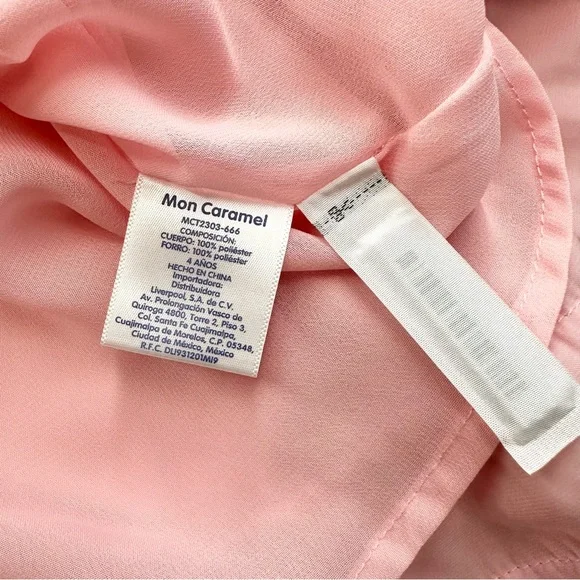 Mon Caramel
MCT2303-666
COMPOSICIÓN:
CUERPO: 100% poliéster
FORRO: 100% poliéster
4 AÑOS
HECHO EN CHINA
Importadora:
Distribuidora
Liverpool, S.A. de C.V.
Av. Prolongación Vasco de
Quiroga 4800, Torre 2, Piso 3,
Col. Santa Fe Cuajimalpa,
Cuajimalpa de Morelos, C.P. 05348,
Ciudad de México, México
R.F.C. DLI931201MI9